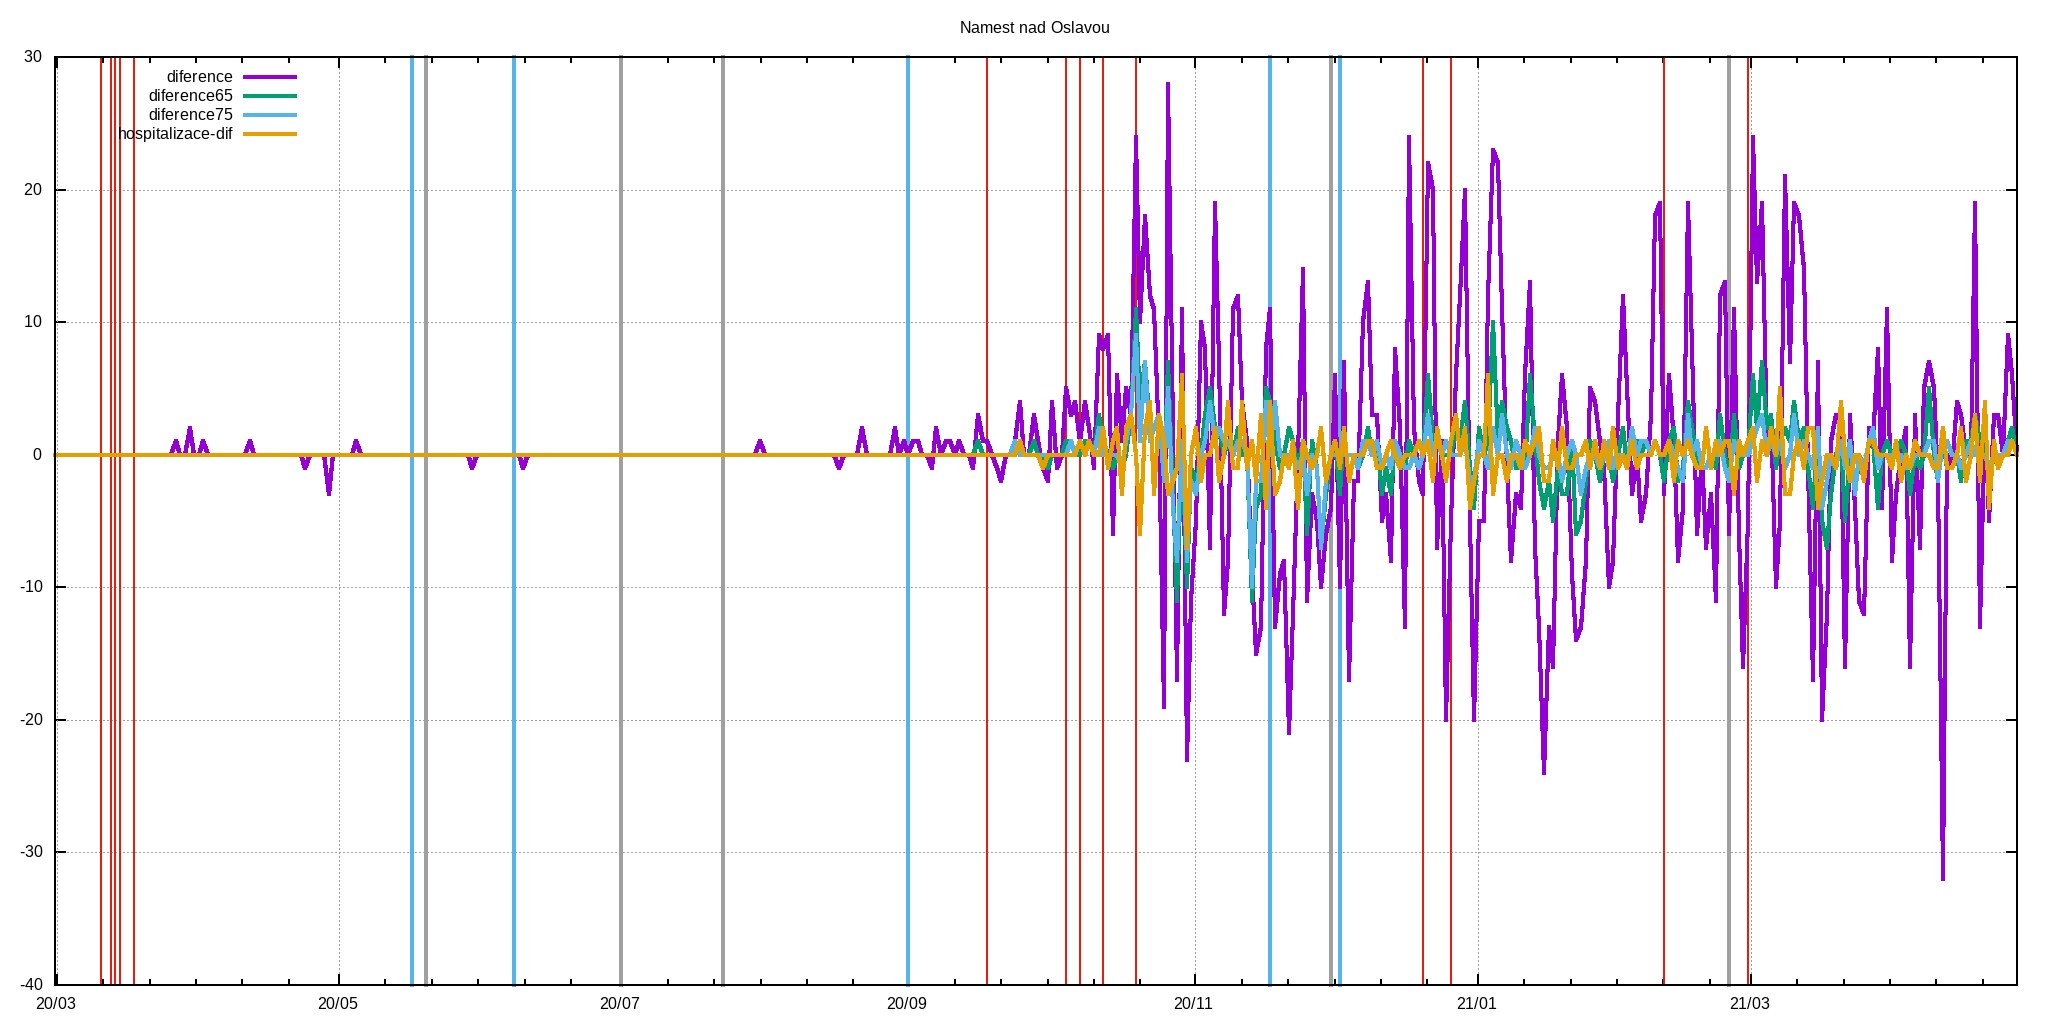 Namest nad Oslavou
30
diference
diference65
diference75
hospitalizace-dif
20
10
0
-10
-20
-30
-40
20/03 20/05 20/07 20/09 20/11 21/01 21/03